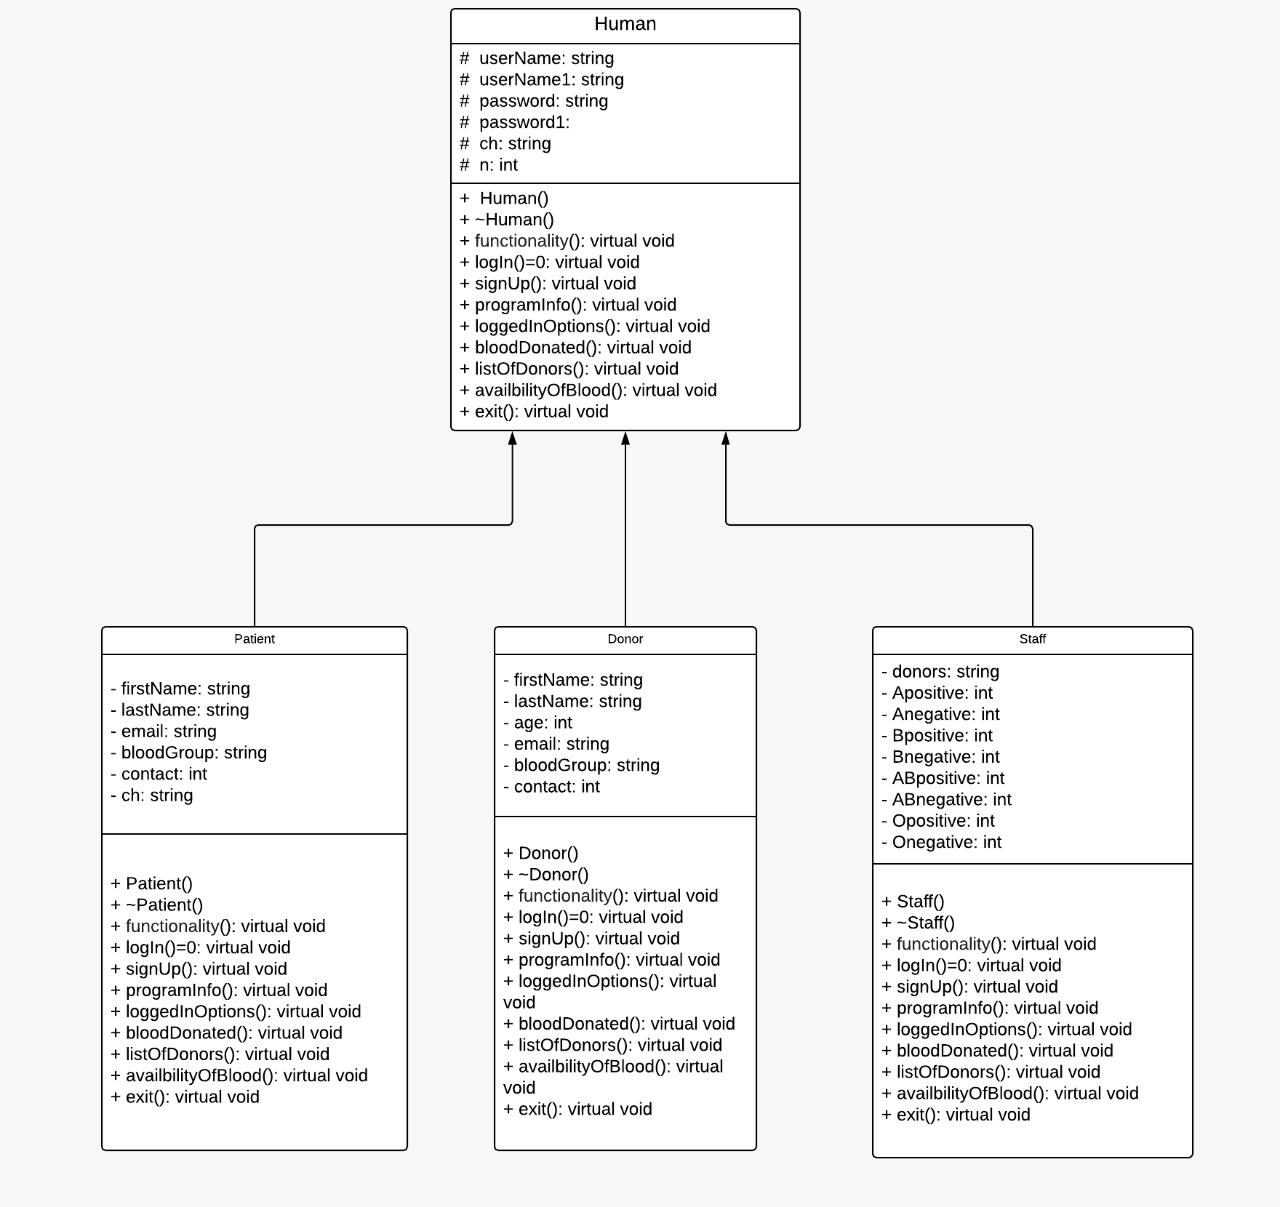 Human
# userName: string
# userName1: string
# password: string
# password1:
# ch: string
# n: int
+ Human()
+ ~Human()
+ functionality(): virtual void
+ logIn()=0: virtual void
+ signUp(): virtual void
+ programInfo(): virtual void
+ loggedInOptions(): virtual void
+ bloodDonated(): virtual void
+ listOfDonors(): virtual void
+ availbilityOfBlood(): virtual void
+ exit(): virtual void
Patient
- firstName: string
- lastName: string
- email: string
- bloodGroup: string
- contact: int
- ch: string
+ Patient()
+ ~Patient()
+ functionality(): virtual void
+ logIn()=0: virtual void
+ signUp(): virtual void
+ programInfo(): virtual void
+ loggedInOptions(): virtual void
+ bloodDonated(): virtual void
+ listOfDonors(): virtual void
+ availbilityOfBlood(): virtual void
+ exit(): virtual void
Donor
- firstName: string
- lastName: string
- age: int
- email: string
- bloodGroup: string
- contact: int
+ Donor()
+ ~Donor()
+ functionality(): virtual void
+ logIn()=0: virtual void
+ signUp(): virtual void
+ programInfo(): virtual void
+ loggedInOptions(): virtual
void
+ bloodDonated(): virtual void
+ listOfDonors(): virtual void
+ availbilityOfBlood(): virtual
void
+ exit(): virtual void
Staff
- donors: string
- Apositive: int
- Anegative: int
- Bpositive: int
- Bnegative: int
- ABpositive: int
- ABnegative: int
- Opositive: int
- Onegative: int
+ Staff()
+ ~Staff()
+ functionality(): virtual void
+ logIn()=0: virtual void
+ signUp(): virtual void
+ programInfo(): virtual void
+ loggedInOptions(): virtual void
+ bloodDonated(): virtual void
+ listOfDonors(): virtual void
+ availbilityOfBlood(): virtual void
+ exit(): virtual void